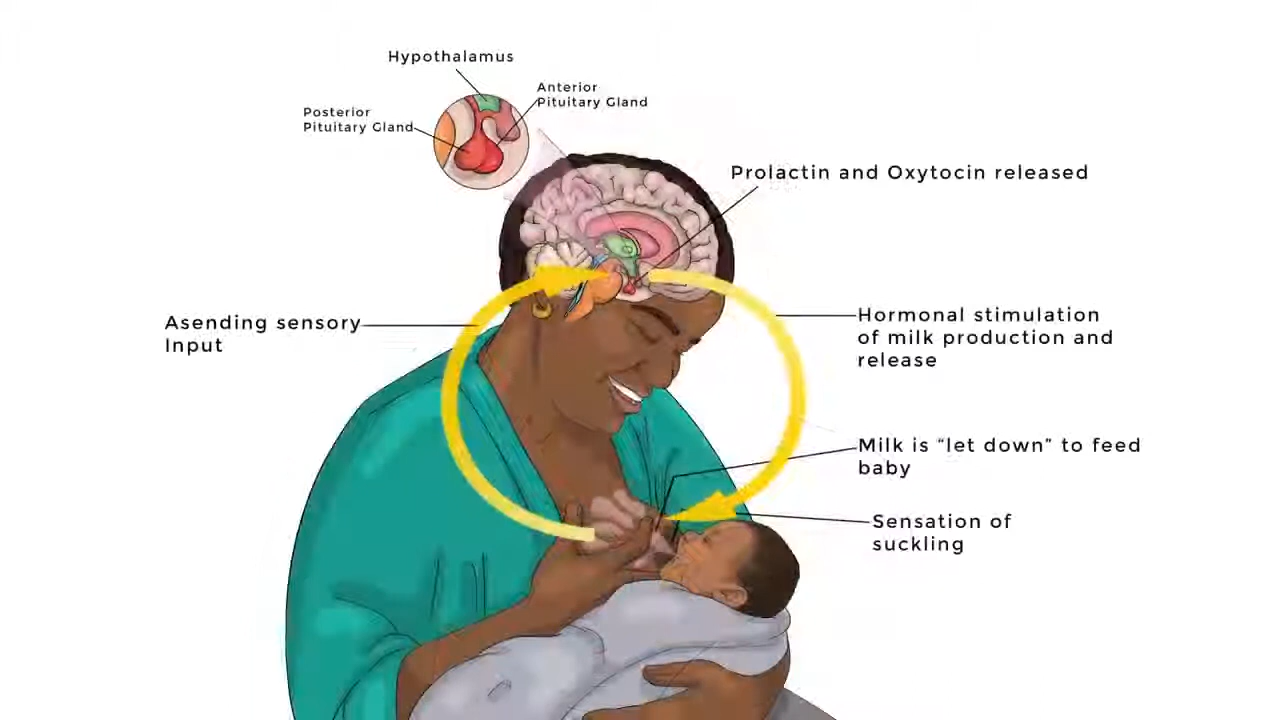 Hypothalamus
Anterior
Pituitary Gland
Posterior
Pituitary Gland
Prolactin and Oxytocin released
Asending sensory
Input
Hormonal stimulation
of milk production and
release
Milk is “let down” to feed
baby
Sensation of
suckling